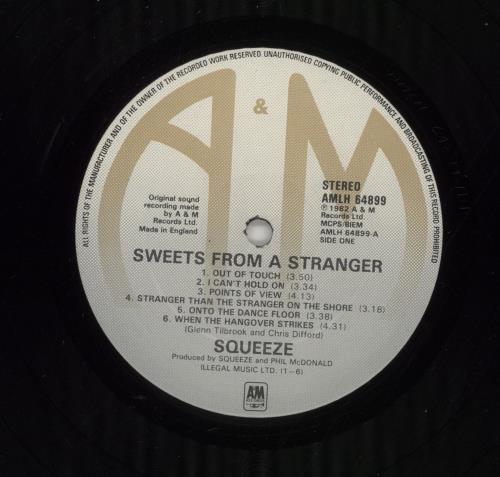 ALL RIGHTS OF THE MANUFACTURER AND OF THE OWNER OF THE RECORDED WORK RESERVED. UNAUTHORISED COPYING PUBLIC PERFORMANCE AND BROADCASTING OF THIS RECORD PROHIBITED
A & M
Original sound
recording made
by A & M
Records Ltd.
Made in England
STEREO
AMLH 64899
℗ 1982 A & M
Records Ltd.
MCPS/BIEM
AMLH 64899-A
SIDE ONE
SWEETS FROM A STRANGER
1. OUT OF TOUCH (3.50)
2. I CAN'T HOLD ON (3.34)
3. POINTS OF VIEW (4.13)
4. STRANGER THAN THE STRANGER ON THE SHORE (3.18)
5. ONTO THE DANCE FLOOR (3.38)
6. WHEN THE HANGOVER STRIKES (4.31)
(Glenn Tilbrook and Chris Difford)
SQUEEZE
Produced by SQUEEZE and PHIL McDONALD
ILLEGAL MUSIC LTD. (1–6)
A&M
RECORDS